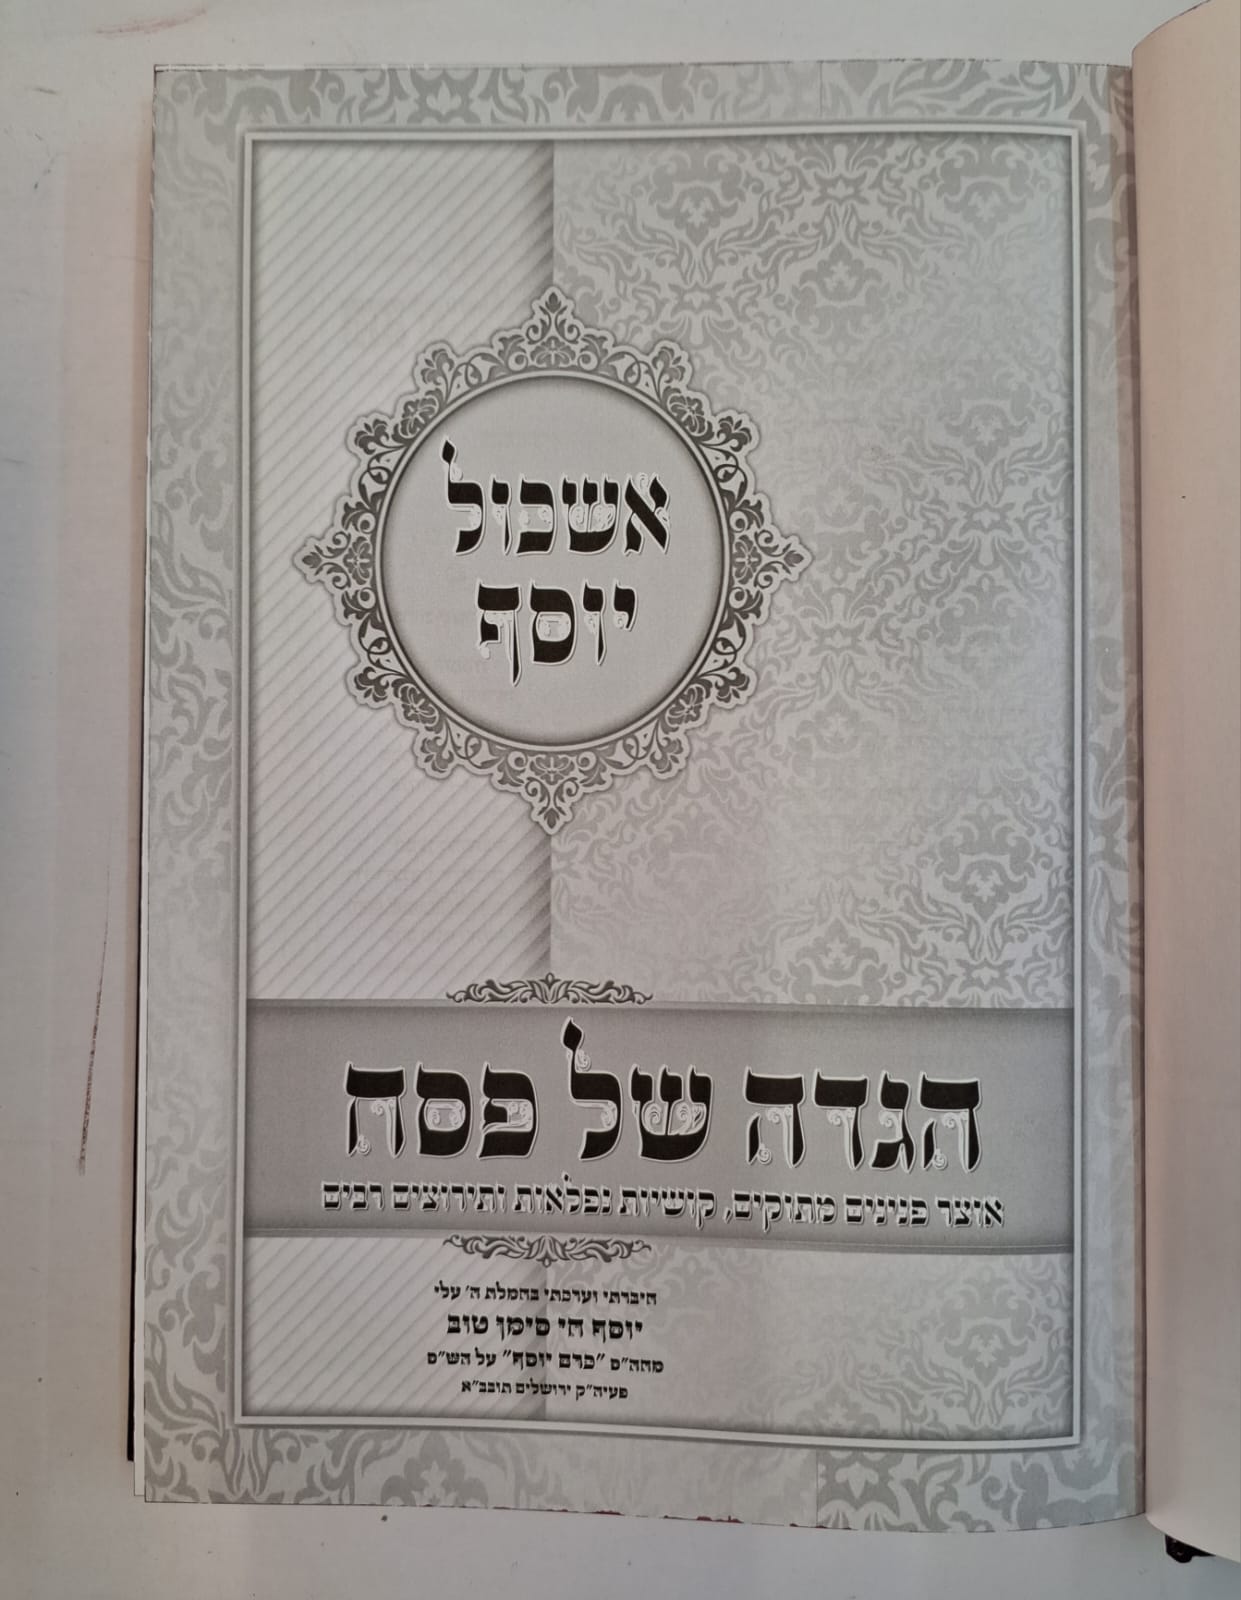 אשכול
יוסף
הגדה של פסח
אוצר פנינים מתוקים, קושיות נפלאות ותירוצים רבים
חיברתי וערכתי בחמלת ה׳ עלי
יוסף חי סימן טוב
מחה״ס ״כרם יוסף״ על הש״ס
פעיה״ק ירושלים תובב״א